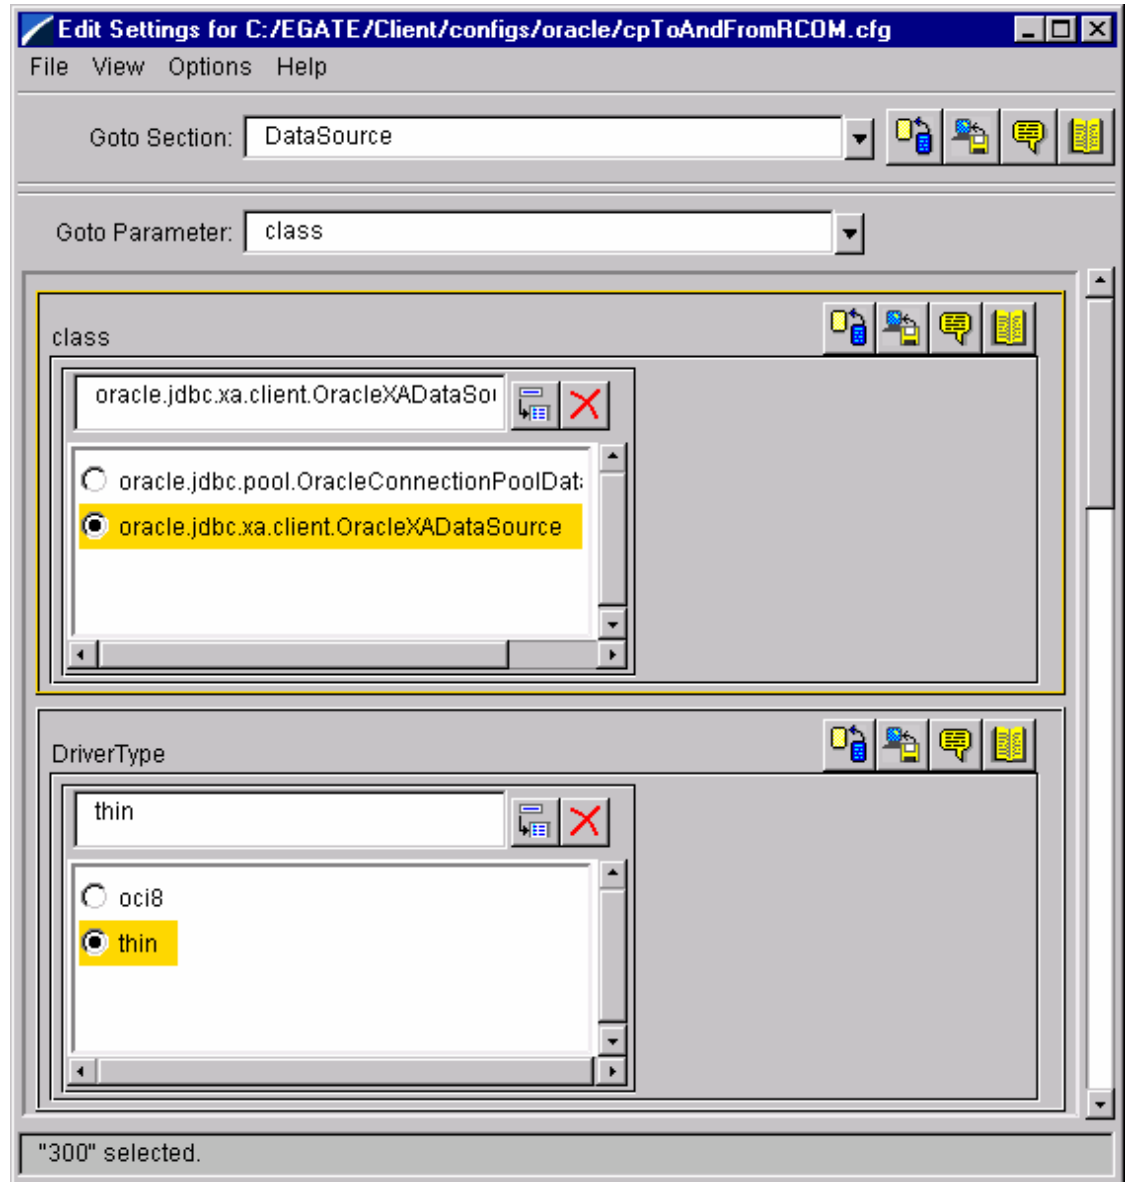 Edit Settings for C:/EGATE/Client/configs/oracle/cpToAndFromRCOM.cfg
File View Options Help
Goto Section: DataSource
Goto Parameter: class
class
oracle.jdbc.xa.client.OracleXADataSou
oracle.jdbc.pool.OracleConnectionPoolData
oracle.jdbc.xa.client.OracleXADataSource
DriverType
thin
oci8
thin
"300" selected.